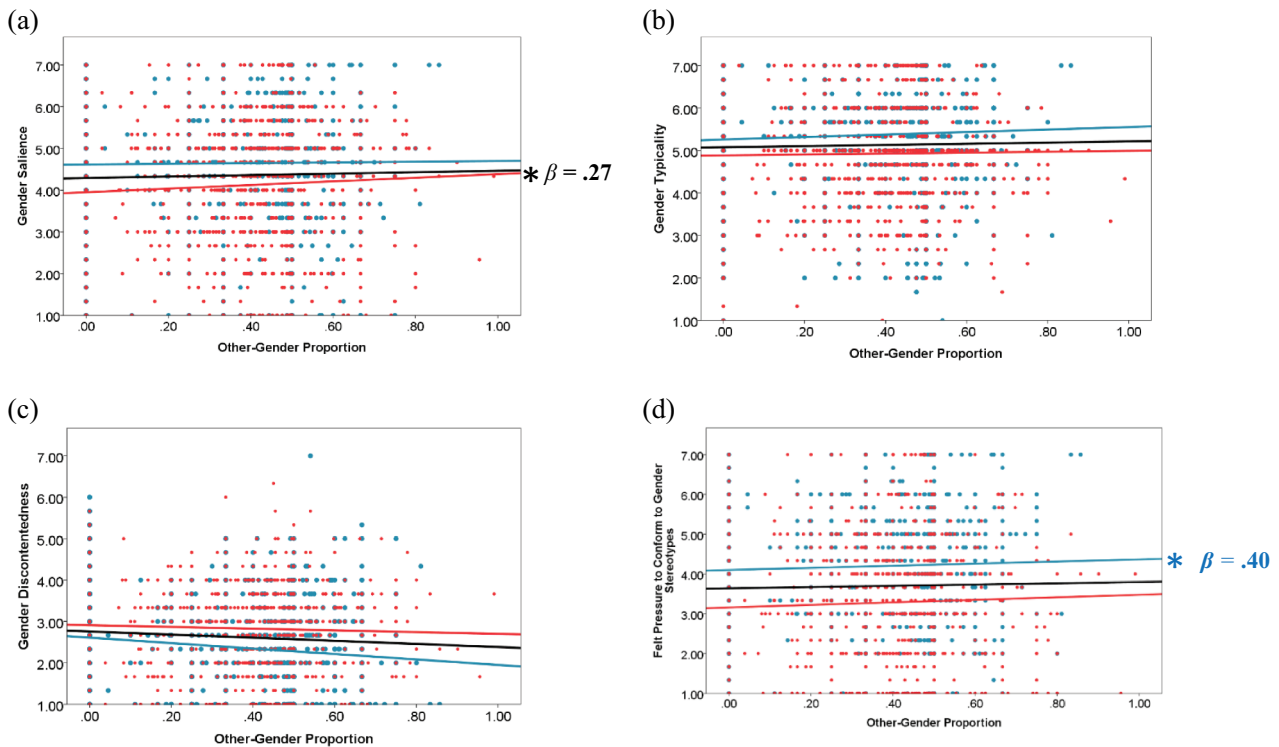 (a)
7.00
6.00
5.00
4.00
3.00
2.00
1.00
Gender Salience
.00 .20 .40 .60 .80 1.00
Other-Gender Proportion
* β = .27
(b)
7.00
6.00
5.00
4.00
3.00
2.00
1.00
Gender Typicality
.00 .20 .40 .60 .80 1.00
Other-Gender Proportion
(c)
7.00
6.00
5.00
4.00
3.00
2.00
1.00
Gender Discontentedness
.00 .20 .40 .60 .80 1.00
Other-Gender Proportion
(d)
7.00
6.00
5.00
4.00
3.00
2.00
1.00
Felt Pressure to Conform to Gender
Stereotypes
.00 .20 .40 .60 .80 1.00
Other-Gender Proportion
* β = .40